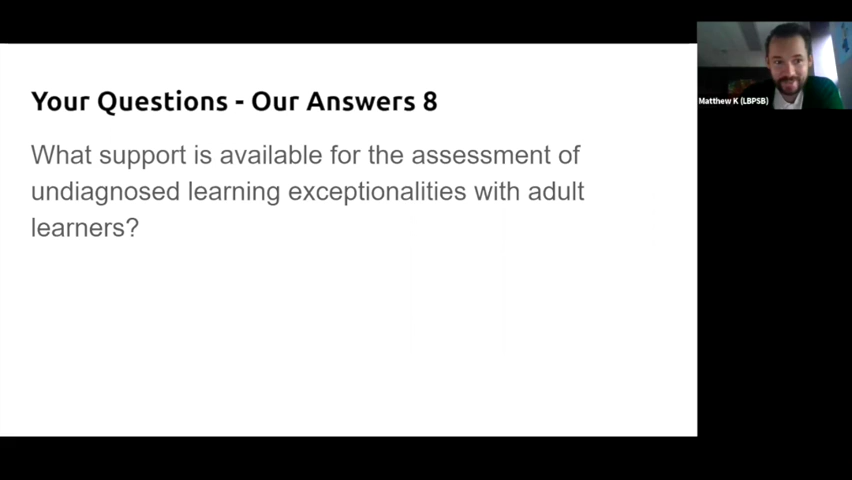 Your Questions - Our Answers 8
What support is available for the assessment of
undiagnosed learning exceptionalities with adult
learners?
Matthew K (LBPSB)